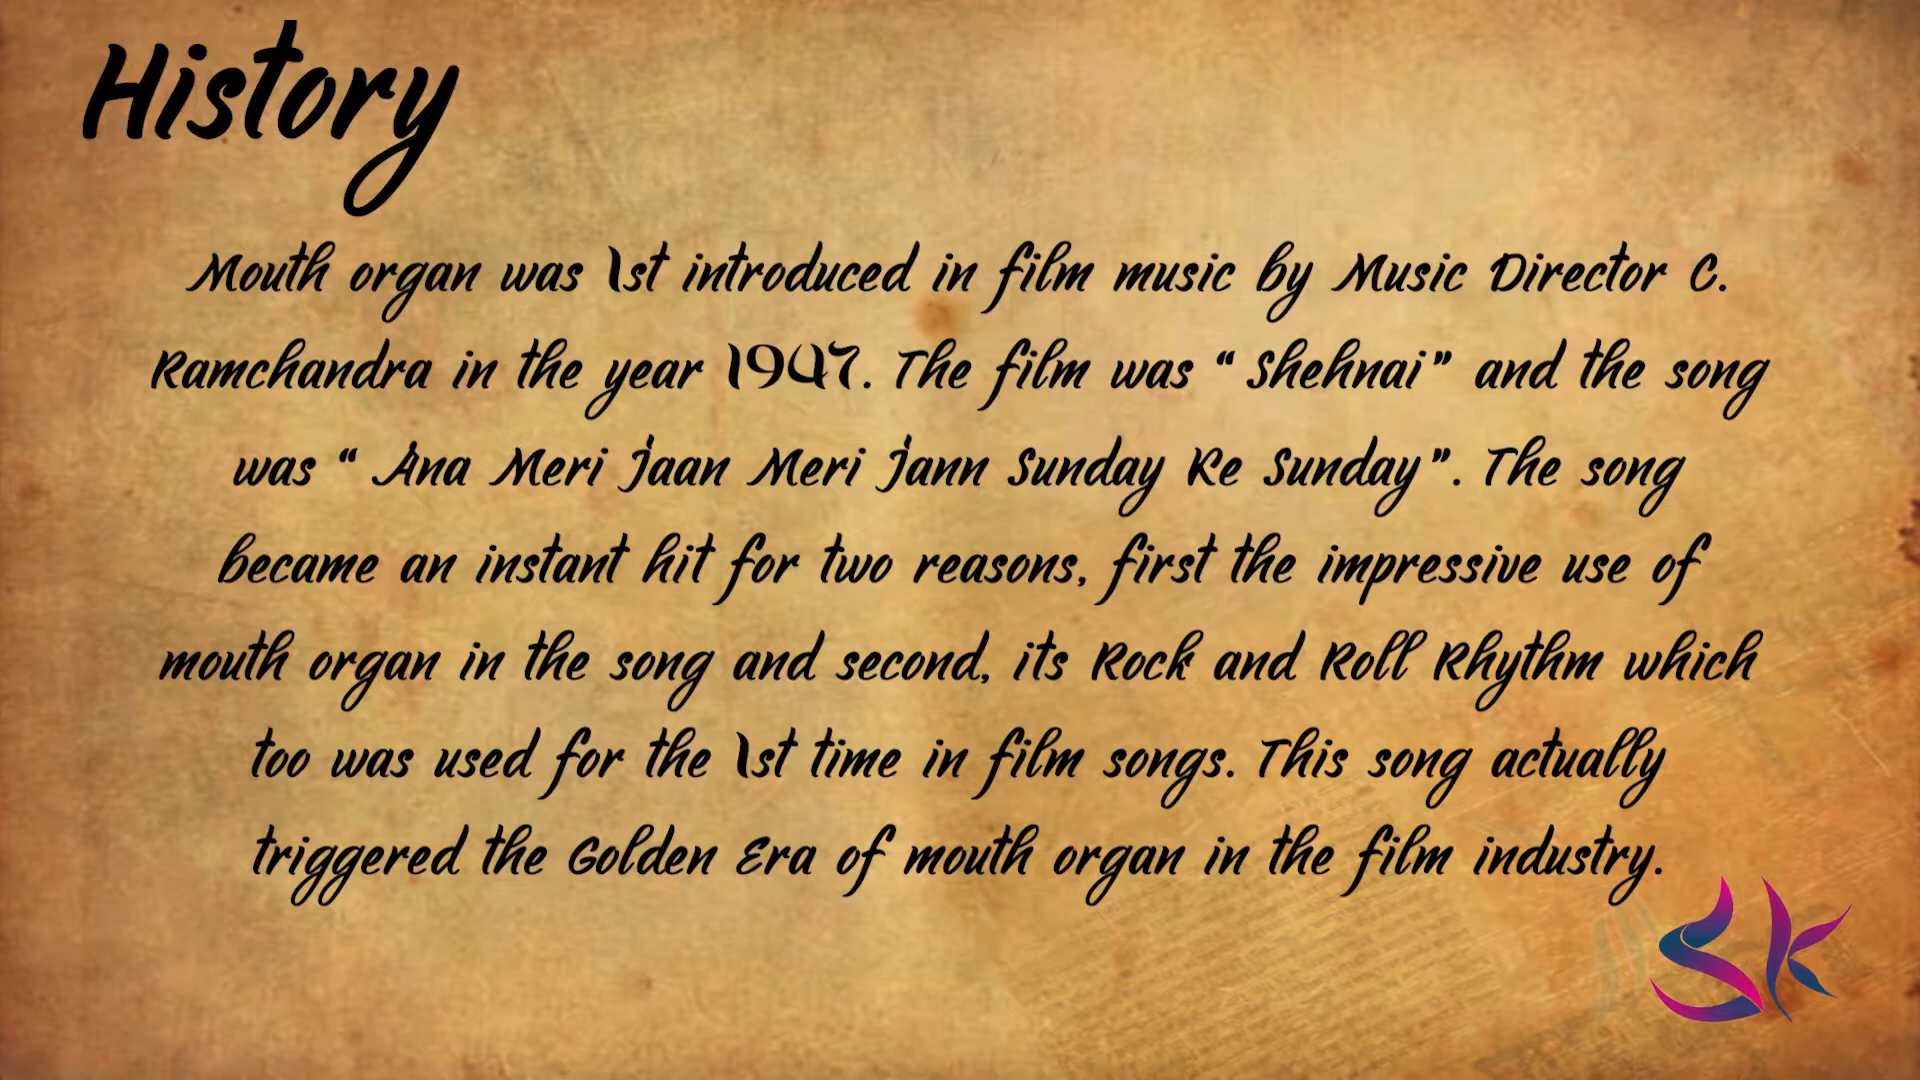 History
Mouth organ was 1st introduced in film music by Music Director C.
Ramchandra in the year 1947. The film was “ Shehnai” and the song
was “ Ana Meri Jaan Meri Jann Sunday Ke Sunday”. The song
became an instant hit for two reasons, first the impressive use of
mouth organ in the song and second, its Rock and Roll Rhythm which
too was used for the 1st time in film songs. This song actually
triggered the Golden Era of mouth organ in the film industry.
SK